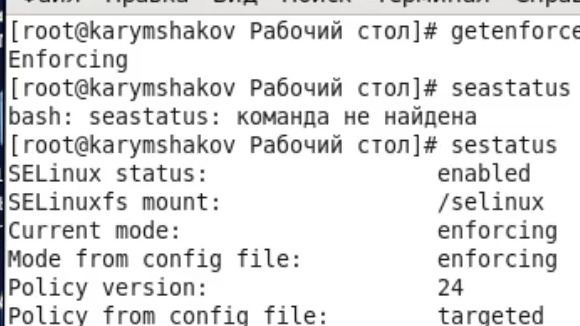 [root@karymshakov Рабочий стол]# getenforce
Enforcing
[root@karymshakov Рабочий стол]# seastatus
bash: seastatus: команда не найдена
[root@karymshakov Рабочий стол]# sestatus
SELinux status: enabled
SELinuxfs mount: /selinux
Current mode: enforcing
Mode from config file: enforcing
Policy version: 24
Policy from config file: targeted